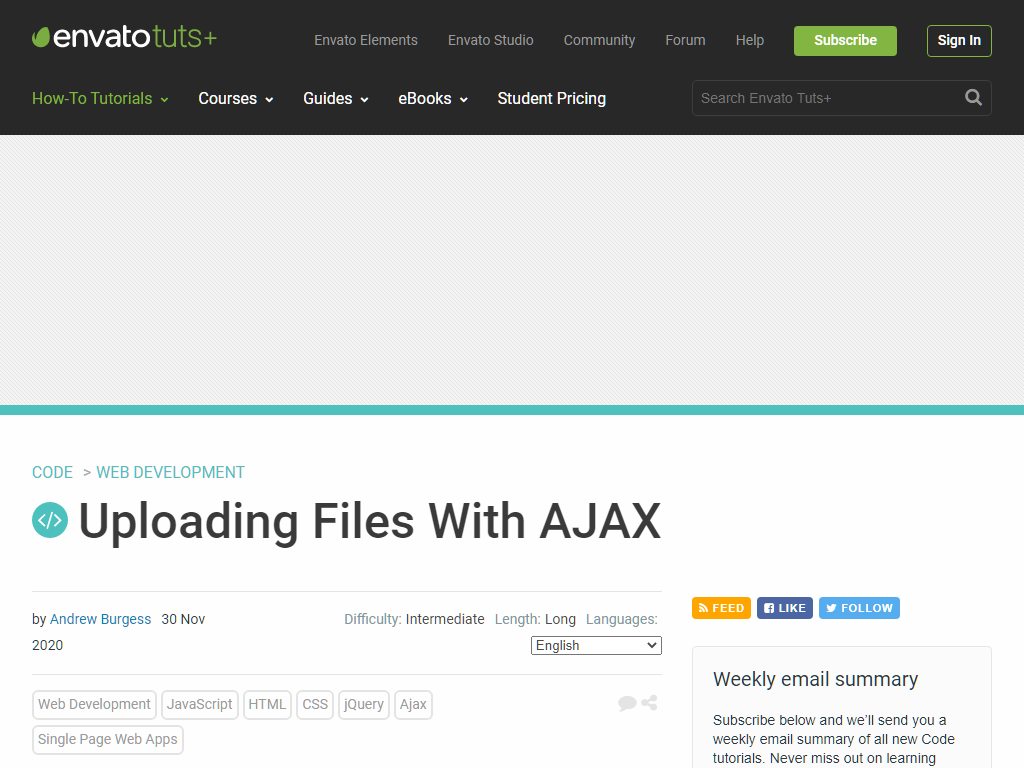 envatotuts+
Envato Elements Envato Studio Community Forum Help Subscribe Sign In
How-To Tutorials Courses Guides eBooks Student Pricing Search Envato Tuts+
CODE > WEB DEVELOPMENT
</> Uploading Files With AJAX
by Andrew Burgess 30 Nov
2020
Difficulty: Intermediate Length: Long Languages:
English
Web Development JavaScript HTML CSS jQuery Ajax
Single Page Web Apps
FEED LIKE FOLLOW
Weekly email summary
Subscribe below and we'll send you a
weekly email summary of all new Code
tutorials. Never miss out on learning